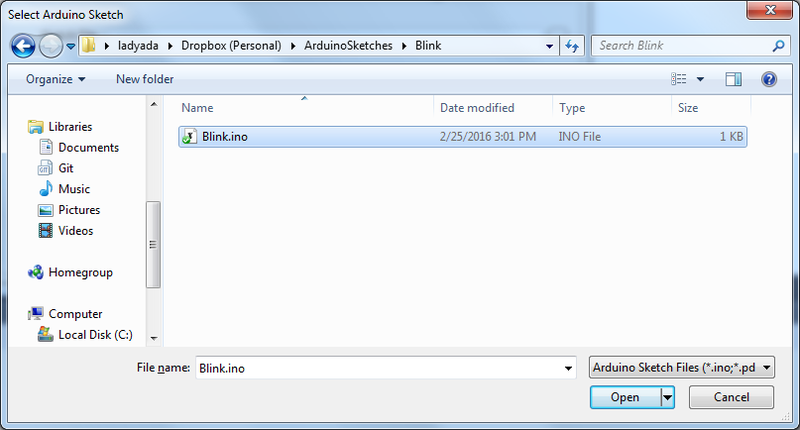 Select Arduino Sketch
ladyada Dropbox (Personal) ArduinoSketches Blink Search Blink
Organize New folder
Name Date modified Type Size
Blink.ino 2/25/2016 3:01 PM INO File 1 KB
Libraries
Documents
Git
Music
Pictures
Videos
Homegroup
Computer
Local Disk (C:)
File name: Blink.ino Arduino Sketch Files (*.ino;*.pd
Open Cancel